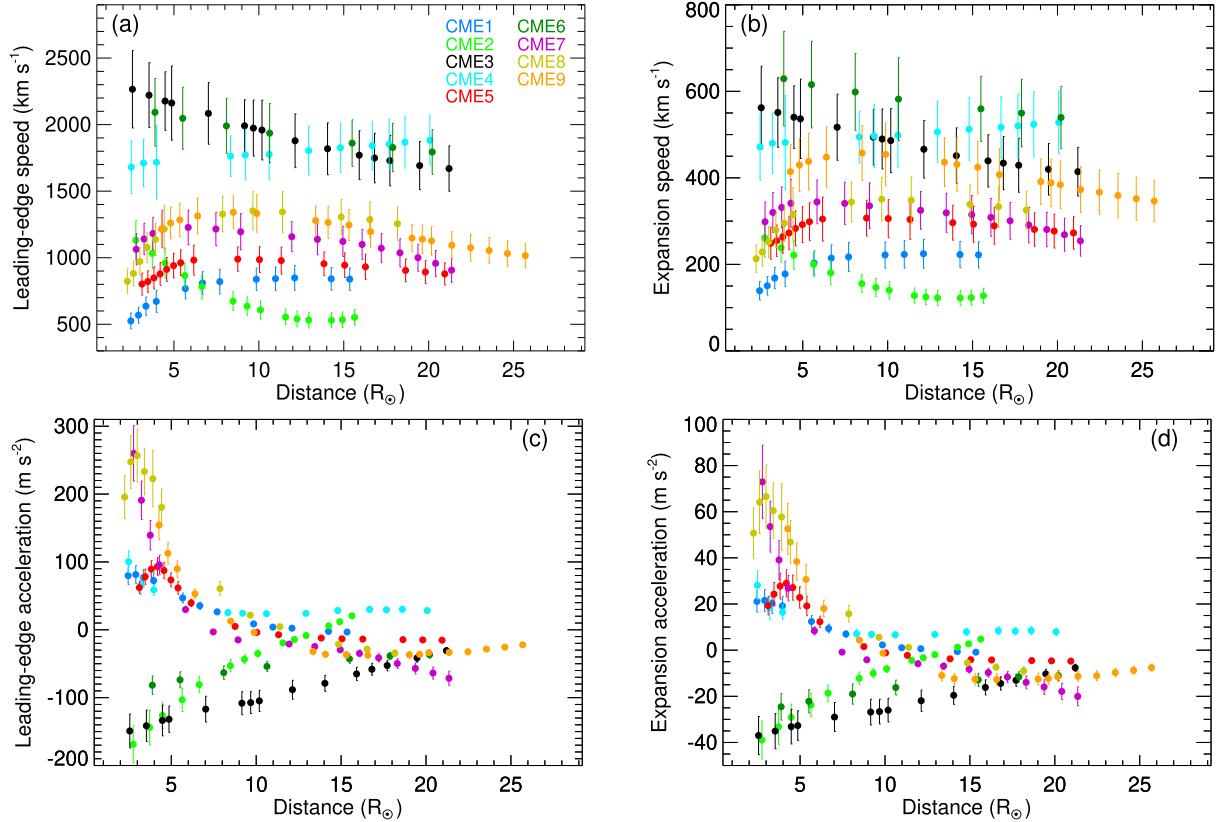 (a)
CME1
CME2
CME3
CME4
CME5
CME6
CME7
CME8
CME9
2500
2000
1500
1000
500
Leading-edge speed (km s⁻¹)
5
10
15
20
25
Distance (R☉)
(b)
800
600
400
200
0
Expansion speed (km s⁻¹)
5
10
15
20
25
Distance (R☉)
(c)
300
200
100
0
-100
-200
Leading-edge acceleration (m s⁻²)
5
10
15
20
25
Distance (R☉)
(d)
100
80
60
40
20
0
-20
-40
Expansion acceleration (m s⁻²)
5
10
15
20
25
Distance (R☉)